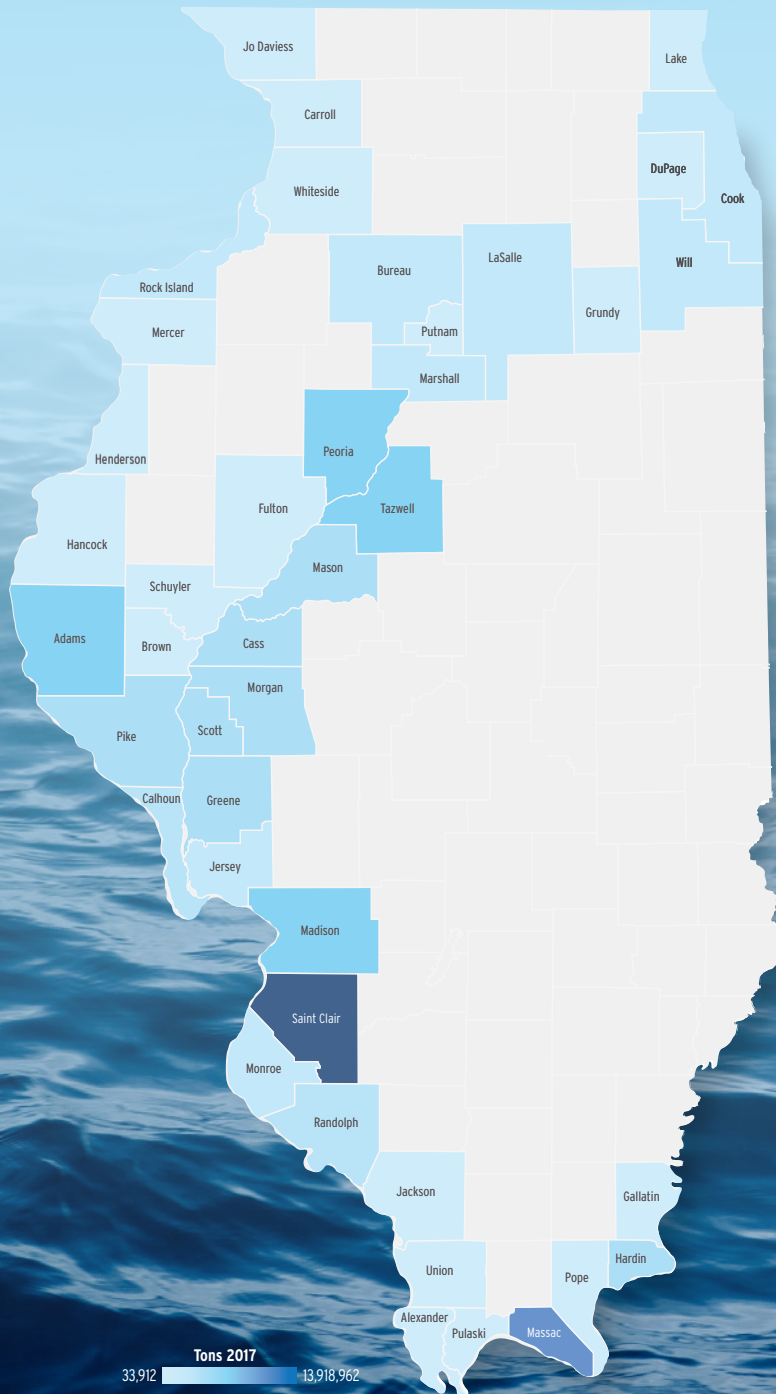 Jo Daviess
Lake
Carroll
DuPage
Whiteside
Cook
LaSalle
Will
Bureau
Rock Island
Grundy
Mercer
Putnam
Marshall
Peoria
Henderson
Fulton
Tazwell
Hancock
Mason
Schuyler
Adams
Brown
Cass
Morgan
Pike
Scott
Calhoun
Greene
Jersey
Madison
Saint Clair
Monroe
Randolph
Jackson
Gallatin
Union
Hardin
Pope
Alexander
Pulaski
Massac
Tons 2017
33,912 13,918,962